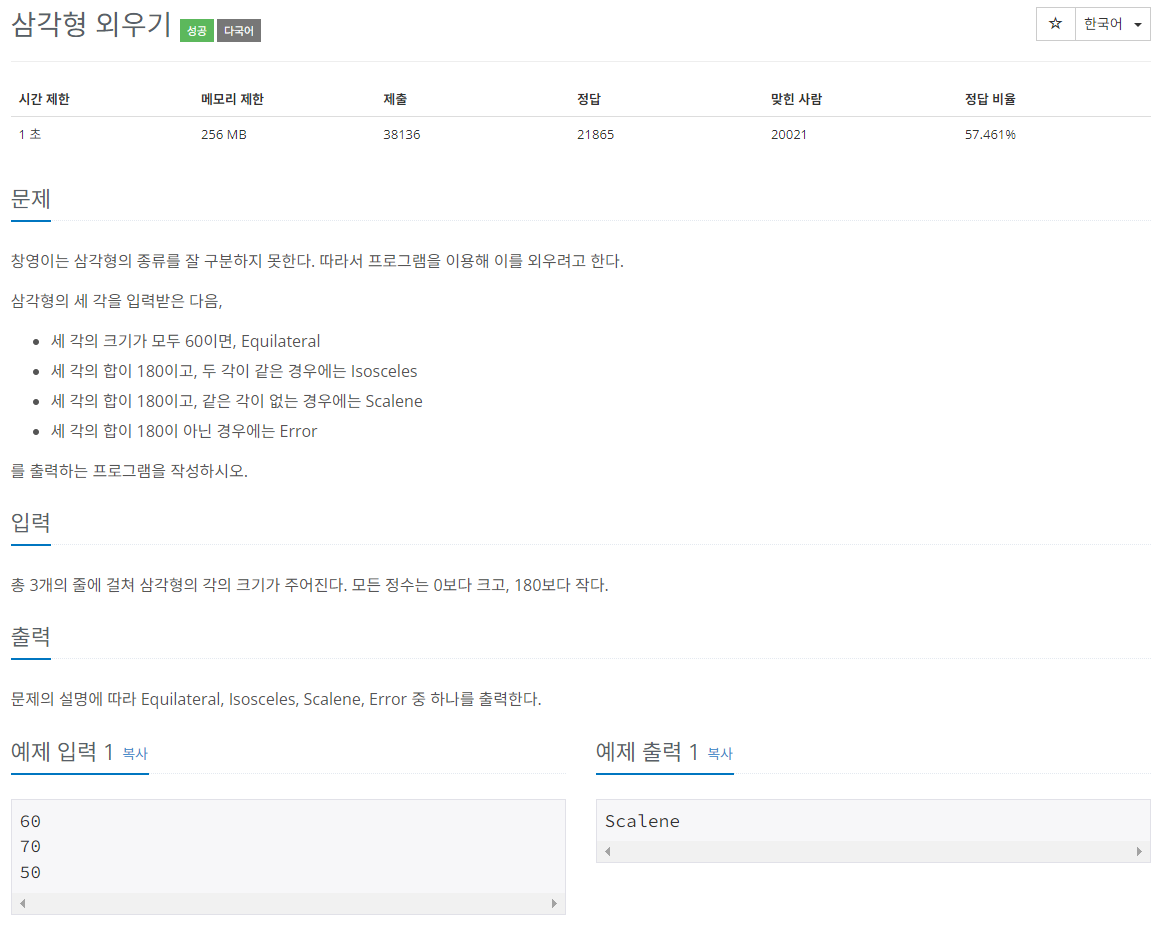 삼각형 외우기 성공 다국어
☆ 한국어
시간 제한 메모리 제한 제출 정답 맞힌 사람 정답 비율
1 초 256 MB 38136 21865 20021 57.461%
문제
창영이는 삼각형의 종류를 잘 구분하지 못한다. 따라서 프로그램을 이용해 이를 외우려고 한다.
삼각형의 세 각을 입력받은 다음,
• 세 각의 크기가 모두 60이면, Equilateral
• 세 각의 합이 180이고, 두 각이 같은 경우에는 Isosceles
• 세 각의 합이 180이고, 같은 각이 없는 경우에는 Scalene
• 세 각의 합이 180이 아닌 경우에는 Error
를 출력하는 프로그램을 작성하시오.
입력
총 3개의 줄에 걸쳐 삼각형의 각의 크기가 주어진다. 모든 정수는 0보다 크고, 180보다 작다.
출력
문제의 설명에 따라 Equilateral, Isosceles, Scalene, Error 중 하나를 출력한다.
예제 입력 1 복사
60
70
50
예제 출력 1 복사
Scalene